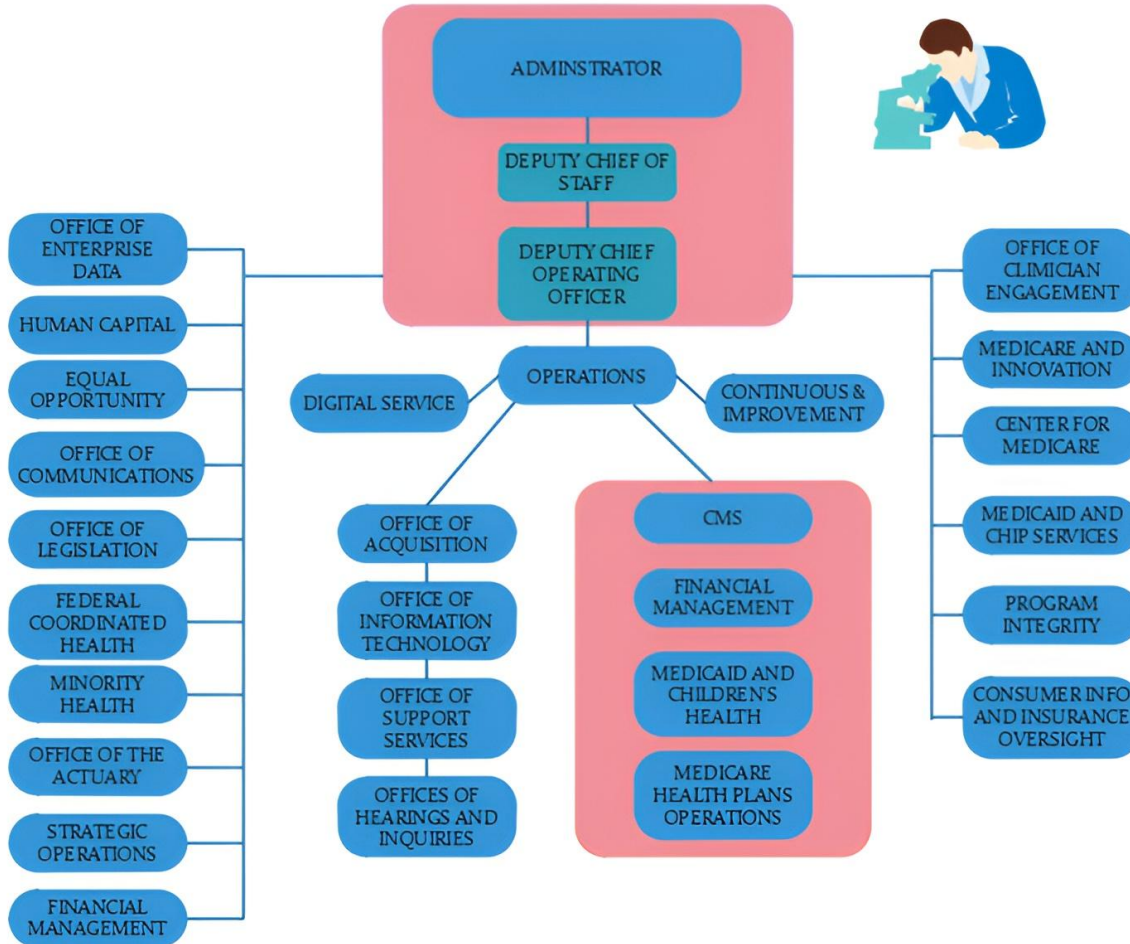 ADMINSTRATOR
DEPUTY CHIEF OF
STAFF
DEPUTY CHIEF
OPERATING
OFFICER
OPERATIONS
DIGITAL SERVICE
CONTINUOUS &
IMPROVEMENT
OFFICE OF
ENTERPRISE
DATA
HUMAN CAPITAL
EQUAL
OPPORTUNITY
OFFICE OF
COMMUNICATIONS
OFFICE OF
LEGISLATION
FEDERAL
COORDINATED
HEALTH
MINORITY
HEALTH
OFFICE OF THE
ACTUARY
STRATEGIC
OPERATIONS
FINANCIAL
MANAGEMENT
OFFICE OF
ACQUISITION
OFFICE OF
INFORMATION
TECHNOLOGY
OFFICE OF
SUPPORT
SERVICES
OFFICES OF
HEARINGS AND
INQUIRIES
CMS
FINANCIAL
MANAGEMENT
MEDICAID AND
CHILDREN'S
HEALTH
MEDICARE
HEALTH PLANS
OPERATIONS
OFFICE OF
CLIMICIAN
ENGAGEMENT
MEDICARE AND
INNOVATION
CENTER FOR
MEDICARE
MEDICAID AND
CHIP SERVICES
PROGRAM
INTEGRITY
CONSUMER INFO
AND INSURANCE
OVERSIGHT